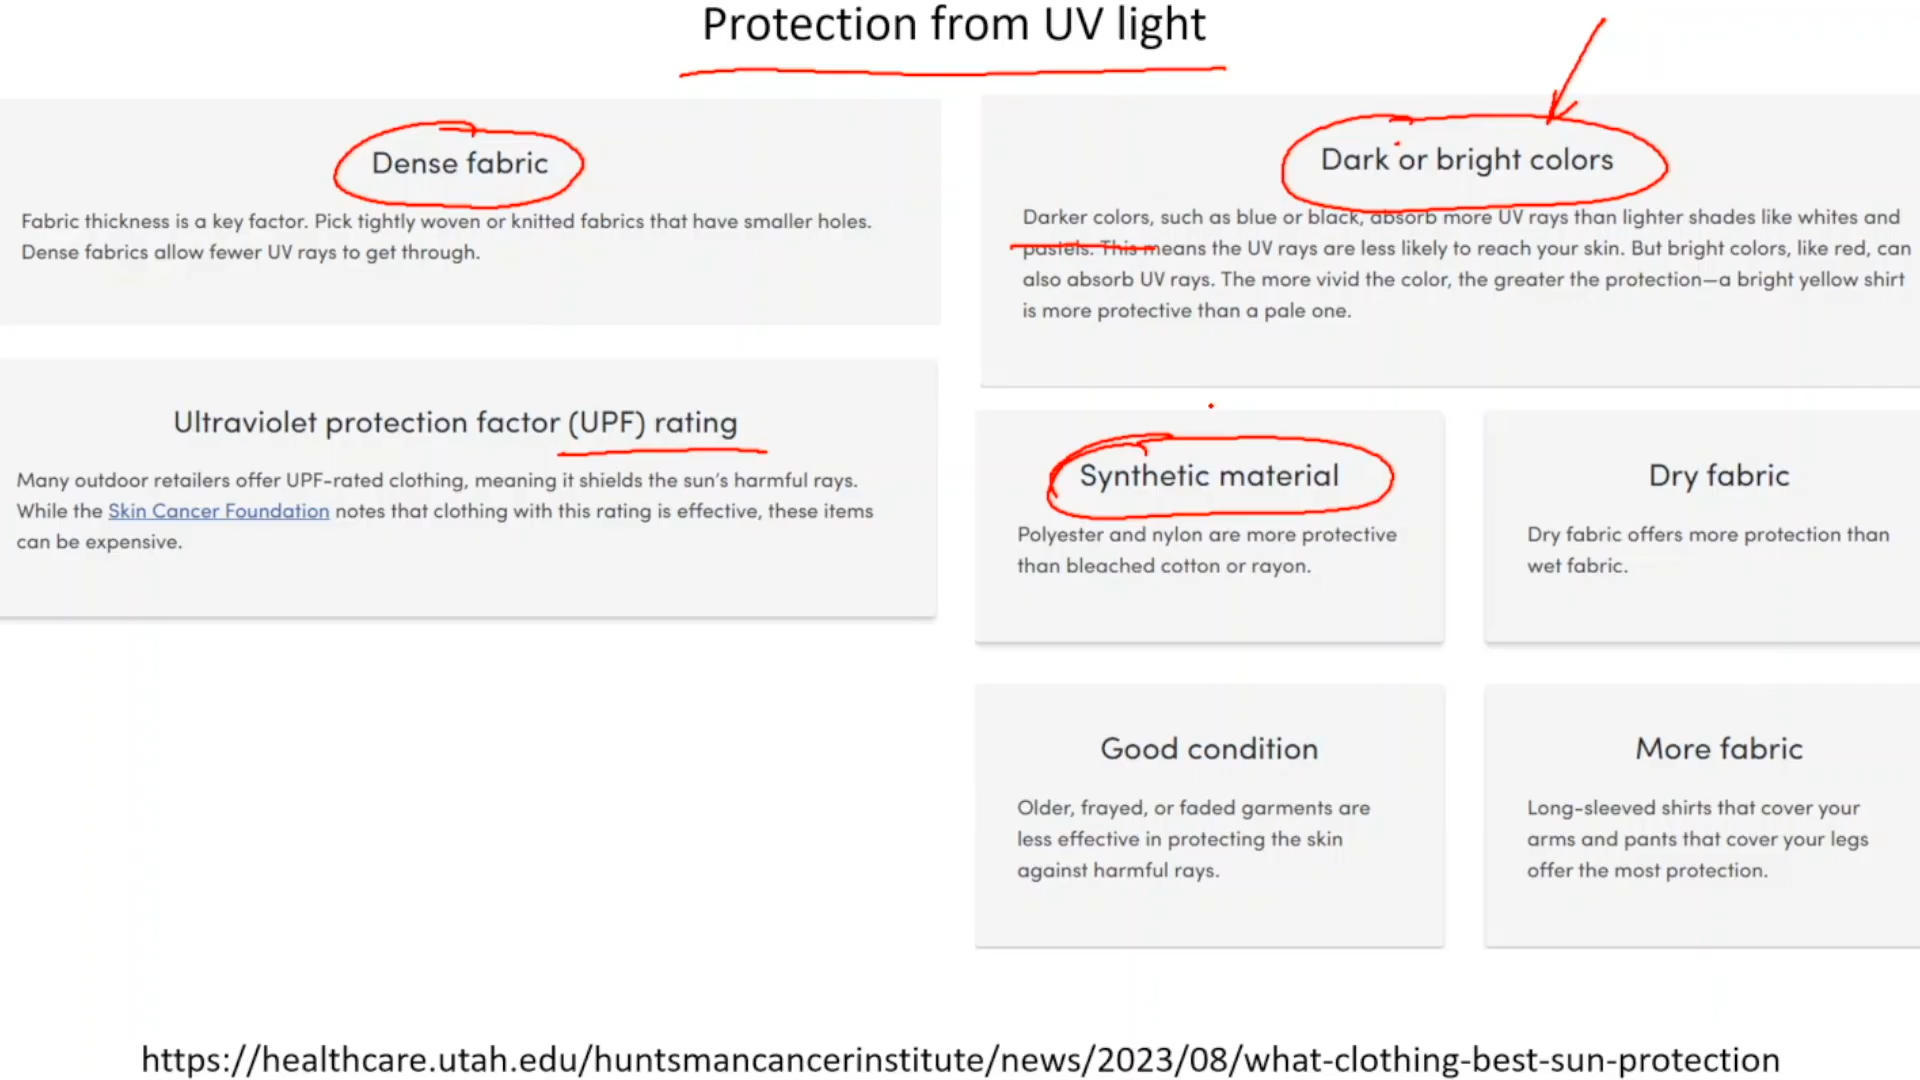 Protection from UV light
Dense fabric
Fabric thickness is a key factor. Pick tightly woven or knitted fabrics that have smaller holes.
Dense fabrics allow fewer UV rays to get through.
Dark or bright colors
Darker colors, such as blue or black, absorb more UV rays than lighter shades like whites and
pastels. This means the UV rays are less likely to reach your skin. But bright colors, like red, can
also absorb UV rays. The more vivid the color, the greater the protection—a bright yellow shirt
is more protective than a pale one.
Ultraviolet protection factor (UPF) rating
Many outdoor retailers offer UPF-rated clothing, meaning it shields the sun’s harmful rays.
While the Skin Cancer Foundation notes that clothing with this rating is effective, these items
can be expensive.
Synthetic material
Polyester and nylon are more protective
than bleached cotton or rayon.
Dry fabric
Dry fabric offers more protection than
wet fabric.
Good condition
Older, frayed, or faded garments are
less effective in protecting the skin
against harmful rays.
More fabric
Long-sleeved shirts that cover your
arms and pants that cover your legs
offer the most protection.
https://healthcare.utah.edu/huntsmancancerinstitute/news/2023/08/what-clothing-best-sun-protection